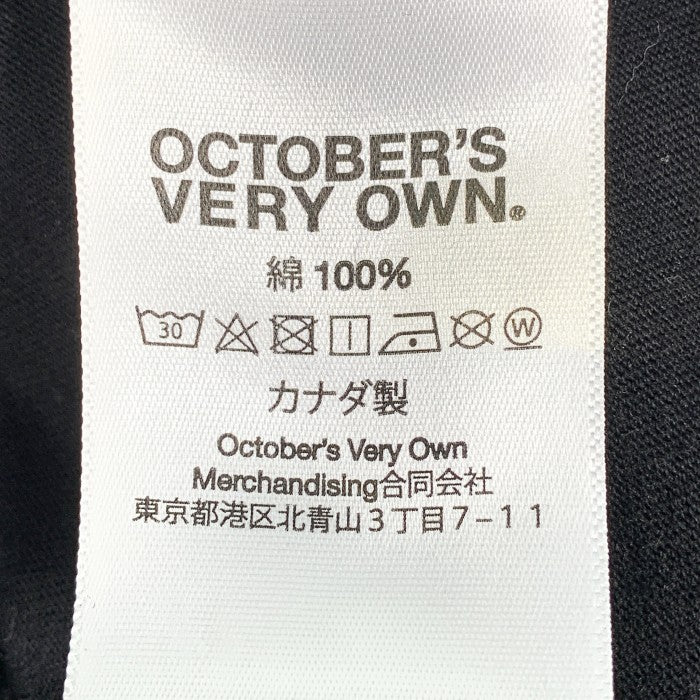 OCTOBER'S
VERY OWN®
綿 100%
30 W
カナダ製
October's Very Own
Merchandising合同会社
東京都港区北青山3丁目7-11